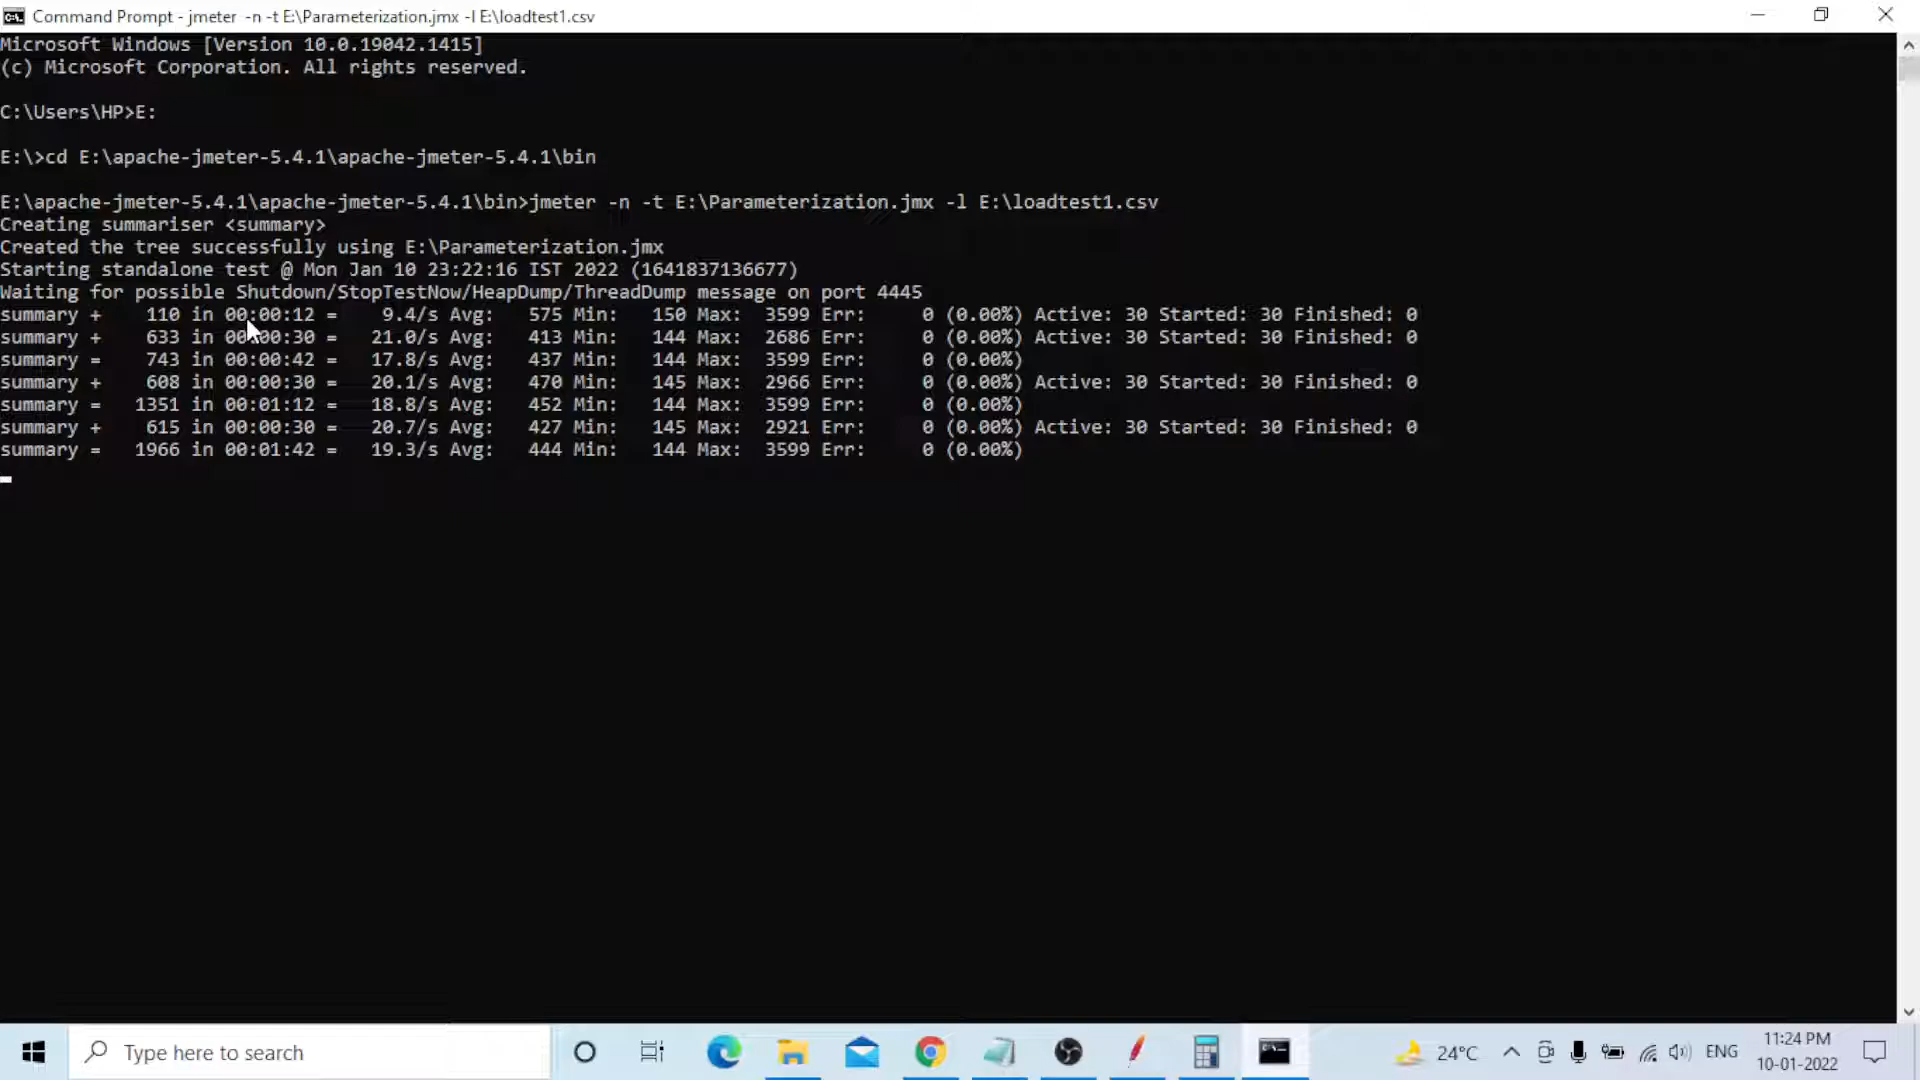 Command Prompt - jmeter -n -t E:\Parameterization.jmx -l E:\loadtest1.csv
Microsoft Windows [Version 10.0.19042.1415]
(c) Microsoft Corporation. All rights reserved.
C:\Users\HP>E:
E:\>cd E:\apache-jmeter-5.4.1\apache-jmeter-5.4.1\bin
E:\apache-jmeter-5.4.1\apache-jmeter-5.4.1\bin>jmeter -n -t E:\Parameterization.jmx -l E:\loadtest1.csv
Creating summariser <summary>
Created the tree successfully using E:\Parameterization.jmx
Starting standalone test @ Mon Jan 10 23:22:16 IST 2022 (1641837136677)
Waiting for possible Shutdown/StopTestNow/HeapDump/ThreadDump message on port 4445
summary +    110 in 00:00:12 =    9.4/s Avg:   575 Min:   150 Max:  3599 Err:     0 (0.00%) Active: 30 Started: 30 Finished: 0
summary +    633 in 00:00:30 =   21.0/s Avg:   413 Min:   144 Max:  2686 Err:     0 (0.00%) Active: 30 Started: 30 Finished: 0
summary =    743 in 00:00:42 =   17.8/s Avg:   437 Min:   144 Max:  3599 Err:     0 (0.00%)
summary +    608 in 00:00:30 =   20.1/s Avg:   470 Min:   145 Max:  2966 Err:     0 (0.00%) Active: 30 Started: 30 Finished: 0
summary =   1351 in 00:01:12 =   18.8/s Avg:   452 Min:   144 Max:  3599 Err:     0 (0.00%)
summary +    615 in 00:00:30 =   20.7/s Avg:   427 Min:   145 Max:  2921 Err:     0 (0.00%) Active: 30 Started: 30 Finished: 0
summary =   1966 in 00:01:42 =   19.3/s Avg:   444 Min:   144 Max:  3599 Err:     0 (0.00%)
Type here to search
24°C
ENG
11:24 PM
10-01-2022